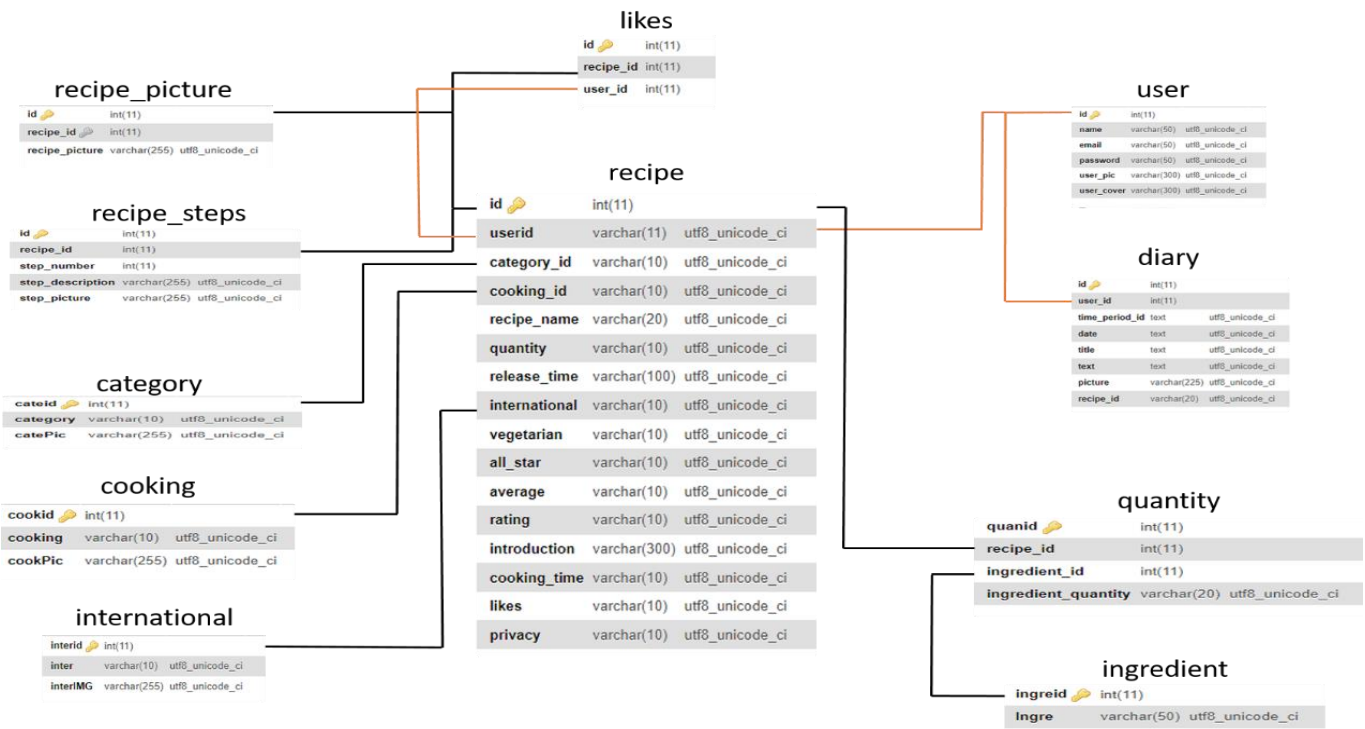 likes
id int(11)
recipe_id int(11)
user_id int(11)
recipe_picture
id int(11)
recipe_id int(11)
recipe_picture varchar(255) utf8_unicode_ci
recipe_steps
id int(11)
recipe_id int(11)
step_number int(11)
step_description varchar(255) utf8_unicode_ci
step_picture varchar(255) utf8_unicode_ci
category
cateid int(11)
category varchar(10) utf8_unicode_ci
catePic varchar(255) utf8_unicode_ci
cooking
cookid int(11)
cooking varchar(10) utf8_unicode_ci
cookPic varchar(255) utf8_unicode_ci
international
interid int(11)
inter varchar(10) utf8_unicode_ci
interIMG varchar(255) utf8_unicode_ci
recipe
id int(11)
userid varchar(11) utf8_unicode_ci
category_id varchar(10) utf8_unicode_ci
cooking_id varchar(10) utf8_unicode_ci
recipe_name varchar(20) utf8_unicode_ci
quantity varchar(10) utf8_unicode_ci
release_time varchar(100) utf8_unicode_ci
international varchar(10) utf8_unicode_ci
vegetarian varchar(10) utf8_unicode_ci
all_star varchar(10) utf8_unicode_ci
average varchar(10) utf8_unicode_ci
rating varchar(10) utf8_unicode_ci
introduction varchar(300) utf8_unicode_ci
cooking_time varchar(10) utf8_unicode_ci
likes varchar(10) utf8_unicode_ci
privacy varchar(10) utf8_unicode_ci
user
id int(11)
name varchar(50) utf8_unicode_ci
email varchar(50) utf8_unicode_ci
password varchar(50) utf8_unicode_ci
user_pic varchar(300) utf8_unicode_ci
user_cover varchar(300) utf8_unicode_ci
diary
id int(11)
user_id int(11)
time_period_id text utf8_unicode_ci
date text utf8_unicode_ci
title text utf8_unicode_ci
text text utf8_unicode_ci
picture varchar(225) utf8_unicode_ci
recipe_id varchar(20) utf8_unicode_ci
quantity
quanid int(11)
recipe_id int(11)
ingredient_id int(11)
ingredient_quantity varchar(20) utf8_unicode_ci
ingredient
ingreid int(11)
Ingre varchar(50) utf8_unicode_ci